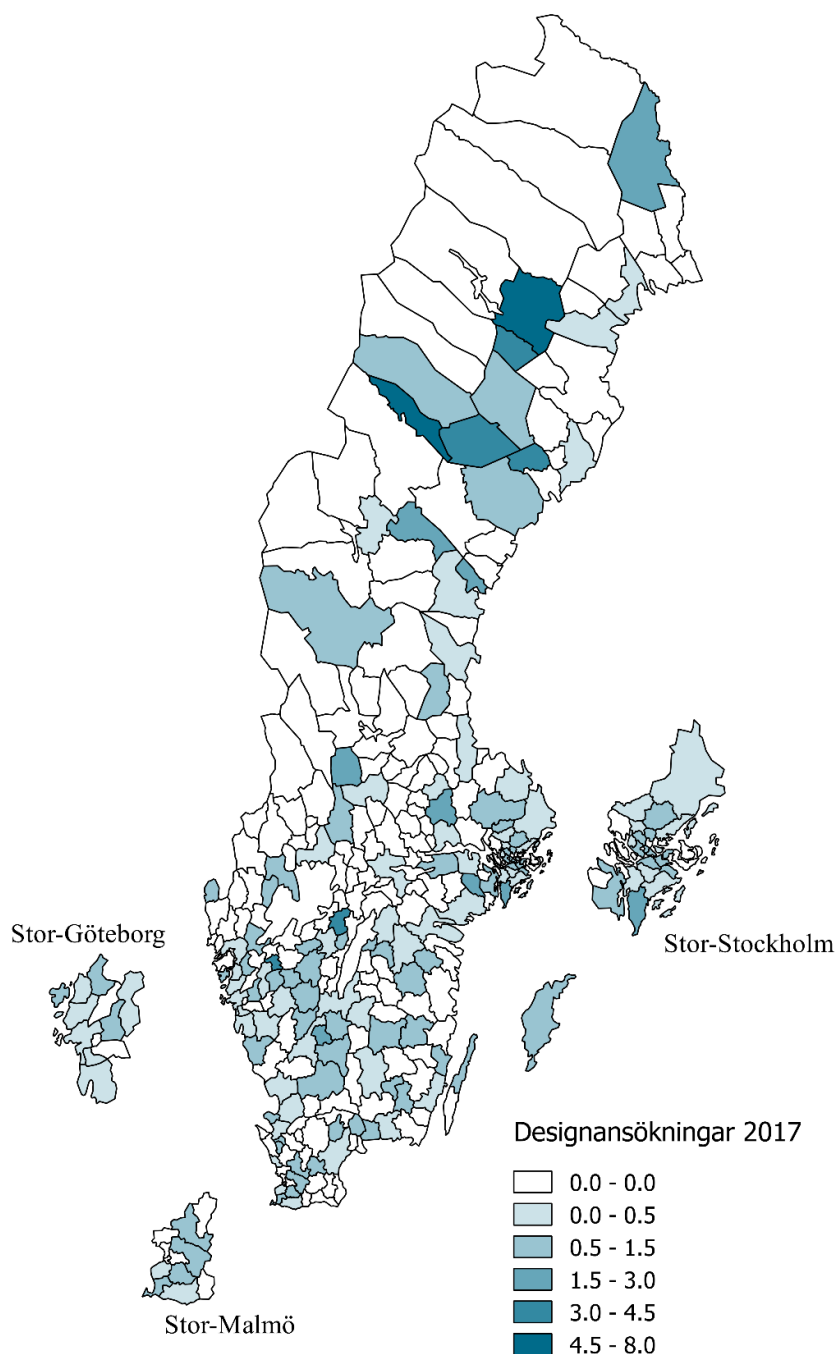 Stor-Göteborg
Stor-Stockholm
Designansökningar 2017
0.0 - 0.0
0.0 - 0.5
0.5 - 1.5
1.5 - 3.0
3.0 - 4.5
4.5 - 8.0
Stor-Malmö